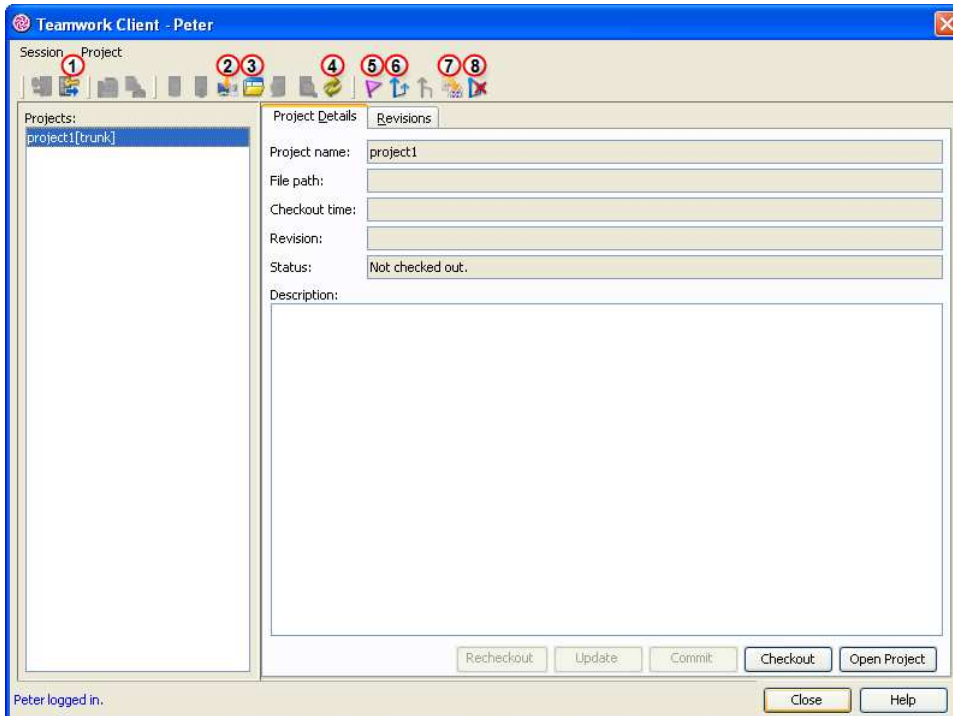 Teamwork Client - Peter
Session Project
1 2 3 4 5 6 7 8
Projects:
project1[trunk]
Project Details Revisions
Project name: project1
File path:
Checkout time:
Revision:
Status: Not checked out.
Description:
Recheckout Update Commit Checkout Open Project
Peter logged in.
Close Help